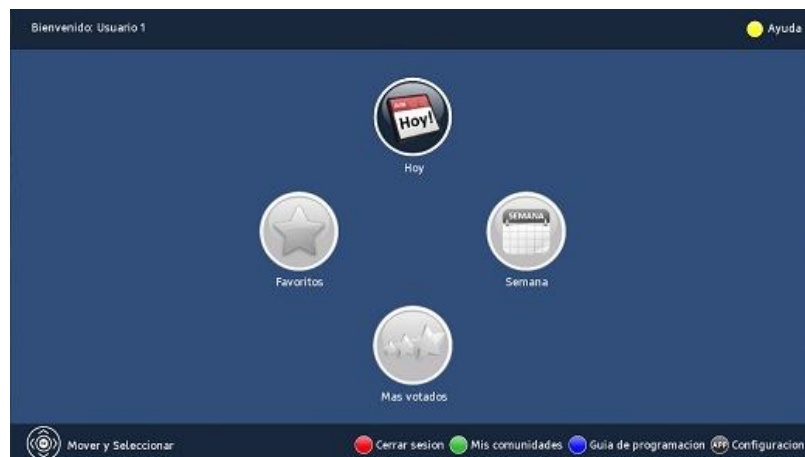 Bienvenido: Usuario 1
Ayuda
Hoy!
Hoy
SEMANA
Favoritos
Semana
Mas votados
Mover y Seleccionar
Cerrar sesion
Mis comunidades
Guia de programacion
APP
Configuracion